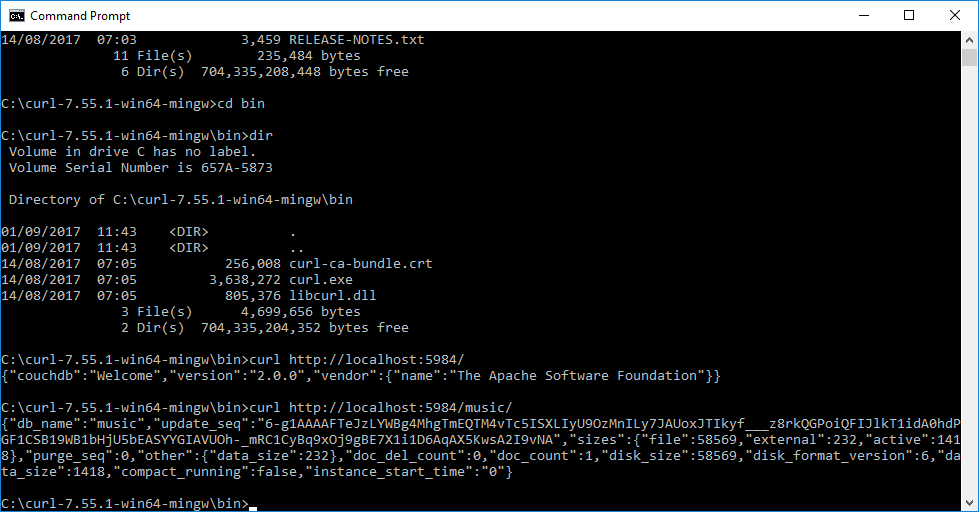 Command Prompt
14/08/2017  07:03             3,459 RELEASE-NOTES.txt
              11 File(s)        235,484 bytes
               6 Dir(s)  704,335,208,448 bytes free
C:\curl-7.55.1-win64-mingw>cd bin
C:\curl-7.55.1-win64-mingw\bin>dir
 Volume in drive C has no label.
 Volume Serial Number is 657A-5873
 Directory of C:\curl-7.55.1-win64-mingw\bin
01/09/2017  11:43    <DIR>          .
01/09/2017  11:43    <DIR>          ..
14/08/2017  07:05           256,008 curl-ca-bundle.crt
14/08/2017  07:05         3,638,272 curl.exe
14/08/2017  07:05           805,376 libcurl.dll
               3 File(s)      4,699,656 bytes
               2 Dir(s)  704,335,204,352 bytes free
C:\curl-7.55.1-win64-mingw\bin>curl http://localhost:5984/
{"couchdb":"Welcome","version":"2.0.0","vendor":{"name":"The Apache Software Foundation"}}
C:\curl-7.55.1-win64-mingw\bin>curl http://localhost:5984/music/
{"db_name":"music","update_seq":"6-g1AAAAFTeJzLYWBg4MhgTmEQTM4vTc5ISXLIyU9OzMnILy7JAUoxJTIkyf___z8rkQGPoiQFIJlkT1idA0hdP
GF1CSB19WB1bHjU5bEASYYGIAVUOh-_mRC1CyBq9xOj9gBE7X1i1D6AqAX5KwsA2I9vNA","sizes":{"file":58569,"external":232,"active":141
8},"purge_seq":0,"other":{"data_size":232},"doc_del_count":0,"doc_count":1,"disk_size":58569,"disk_format_version":6,"da
ta_size":1418,"compact_running":false,"instance_start_time":"0"}
C:\curl-7.55.1-win64-mingw\bin>